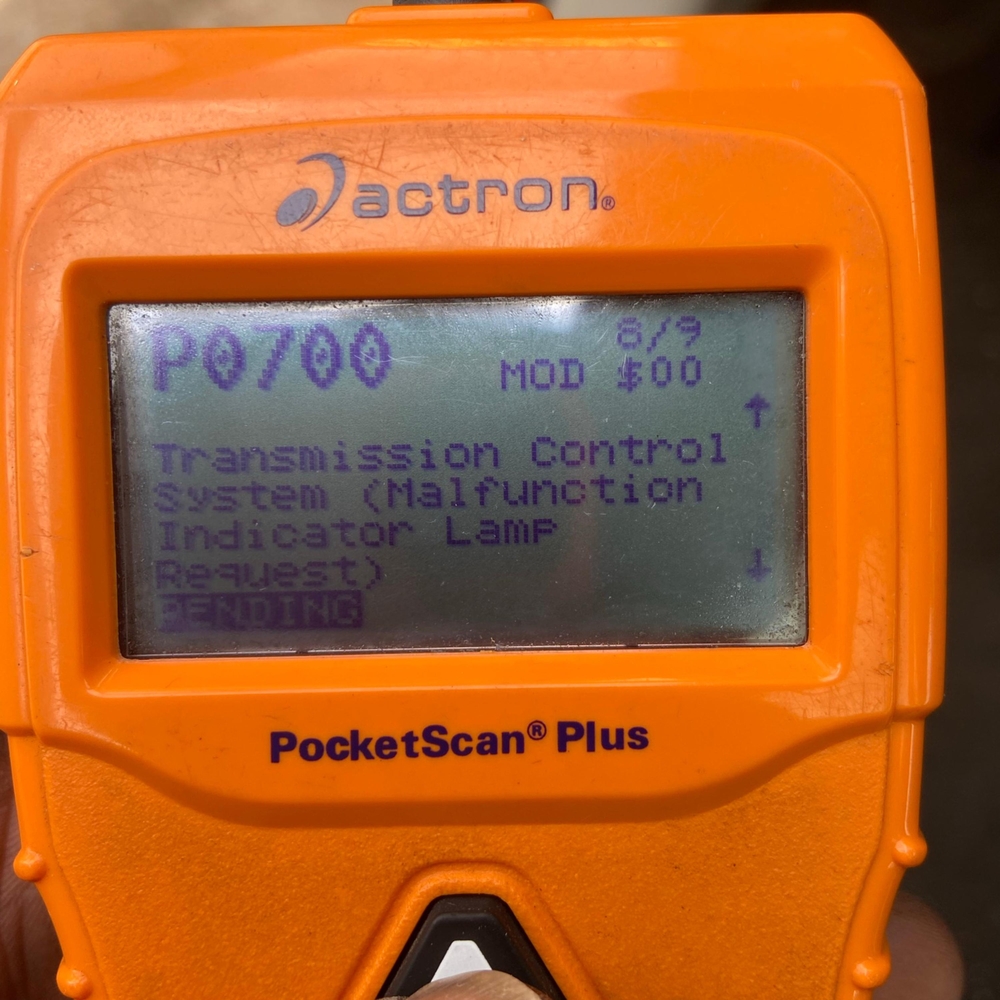 actron®
P0700 8/9
MOD $00
↑
Transmission Control
System (Malfunction
Indicator Lamp
Request) ↓
PENDING
PocketScan® Plus